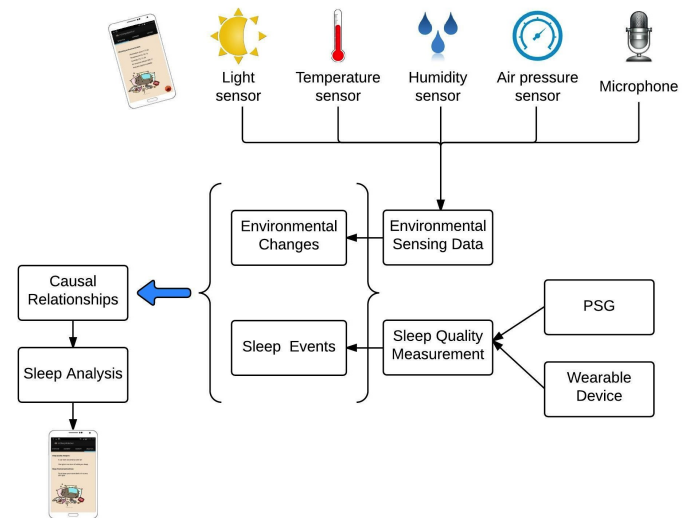 Light
sensor
Temperature
sensor
Humidity
sensor
Air pressure
sensor
Microphone
Environmental
Changes
Environmental
Sensing Data
Causal
Relationships
PSG
Sleep  Events
Sleep Quality
Measurement
Sleep Analysis
Wearable
Device